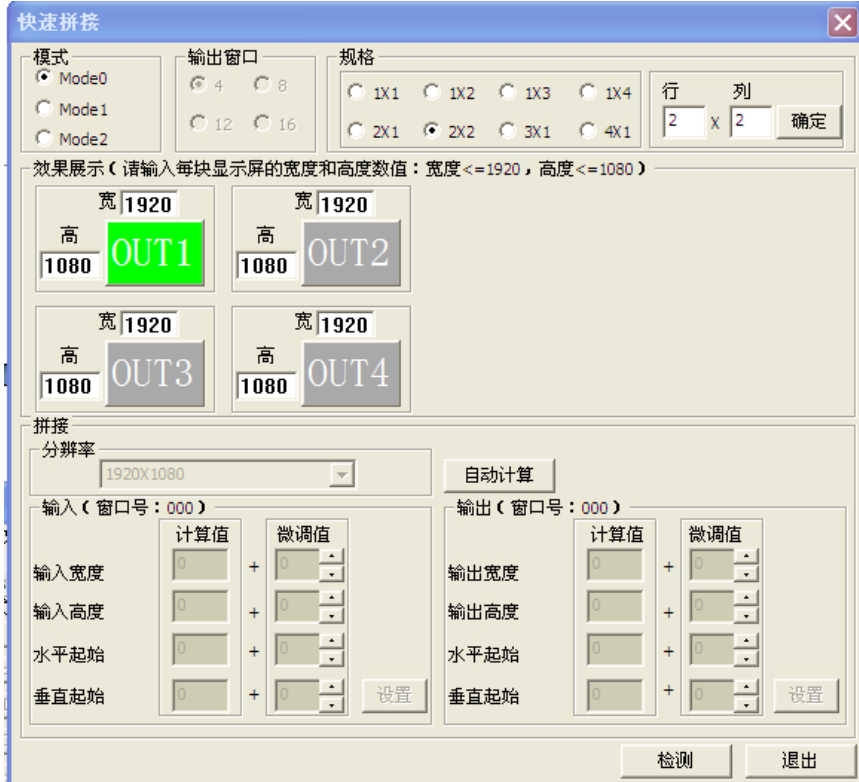 快速拼接
模式
Mode0
Mode1
Mode2
输出窗口
4 8
12 16
规格
1X1 1X2 1X3 1X4
2X1 2X2 3X1 4X1
行 列
2 X 2 确定
效果展示(请输入每块显示屏的宽度和高度数值:宽度<=1920,高度<=1080)
宽 1920
高
1080
OUT1
宽 1920
高
1080
OUT2
宽 1920
高
1080
OUT3
宽 1920
高
1080
OUT4
拼接
分辨率
1920X1080
自动计算
输入(窗口号:000)
计算值 微调值
输入宽度 0 + 0
输入高度 0 + 0
水平起始 0 + 0
垂直起始 0 + 0 设置
输出(窗口号:000)
计算值 微调值
输出宽度 0 + 0
输出高度 0 + 0
水平起始 0 + 0
垂直起始 0 + 0 设置
检测 退出